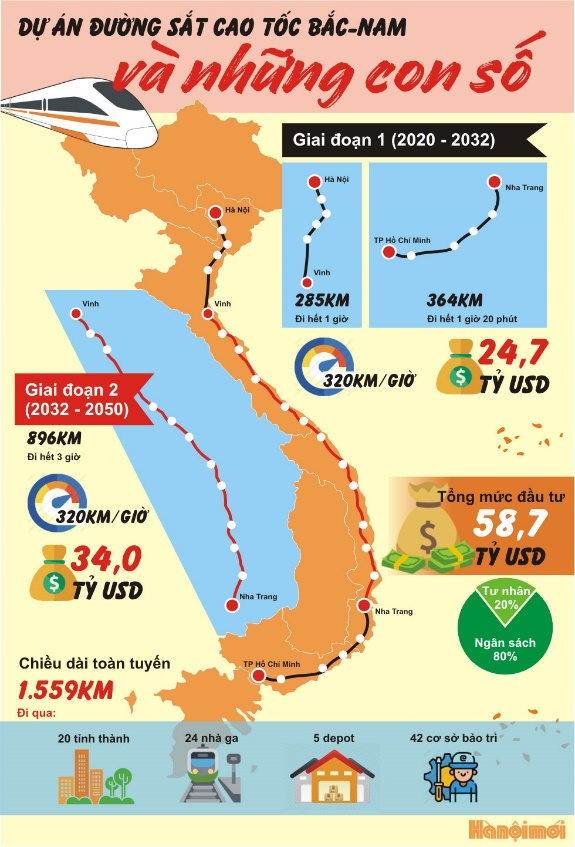 DỰ ÁN ĐƯỜNG SẮT CAO TỐC BẮC-NAM
và những con số
Giai đoạn 1 (2020 - 2032)
Hà Nội
Vinh
285KM
Đi hết 1 giờ
Nha Trang
TP Hồ Chí Minh
364KM
Đi hết 1 giờ 20 phút
320KM/GIỜ
24,7
TỶ USD
Hà Nội
Vinh
Nha Trang
TP Hồ Chí Minh
Vinh
Nha Trang
Giai đoạn 2
(2032 - 2050)
896KM
Đi hết 3 giờ
320KM/GIỜ
34,0
TỶ USD
Tổng mức đầu tư
58,7
TỶ USD
Tư nhân
20%
Ngân sách
80%
Chiều dài toàn tuyến
1.559KM
Đi qua:
20 tỉnh thành
24 nhà ga
5 depot
42 cơ sở bảo trì
Hànộimới